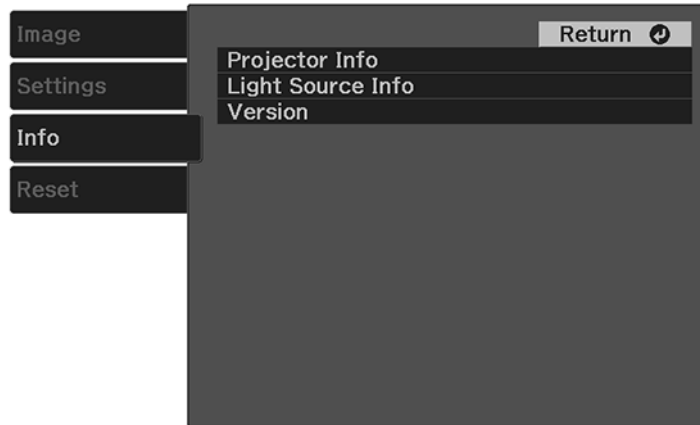 Image
Settings
Info
Reset
Return
Projector Info
Light Source Info
Version